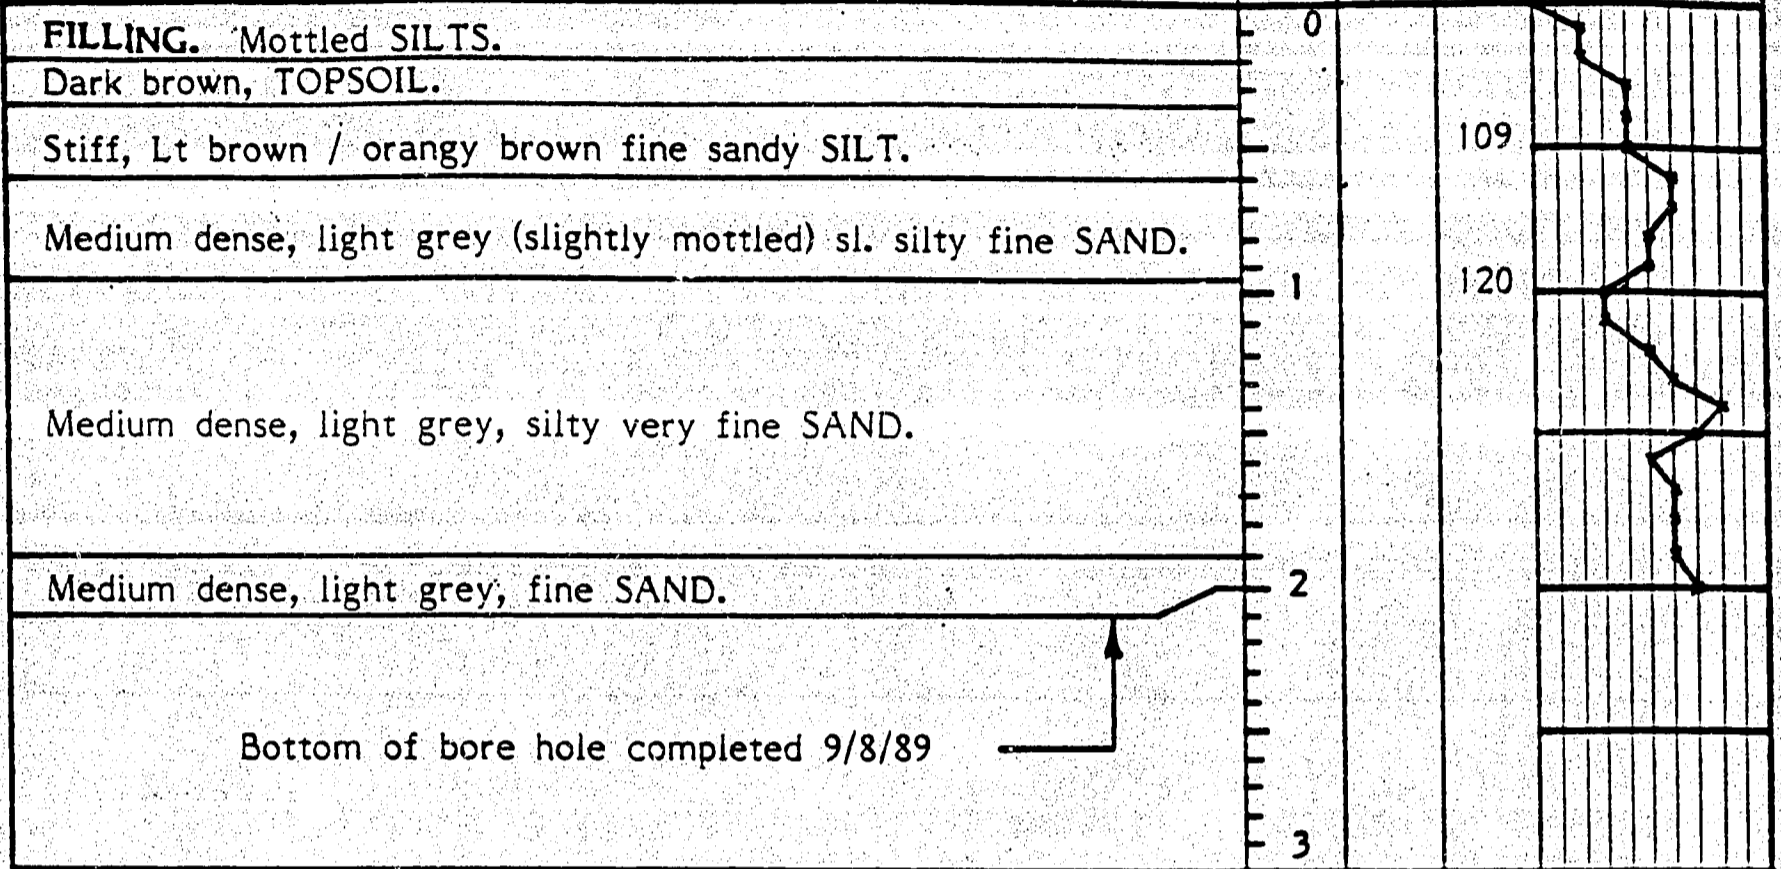 0
FILLING. Mottled SILTS.
Dark brown, TOPSOIL.
109
Stiff, Lt brown / orangy brown fine sandy SILT.
Medium dense, light grey (slightly mottled) sl. silty fine SAND.
1
120
Medium dense, light grey, silty very fine SAND.
Medium dense, light grey, fine SAND.
2
Bottom of bore hole completed 9/8/89
3